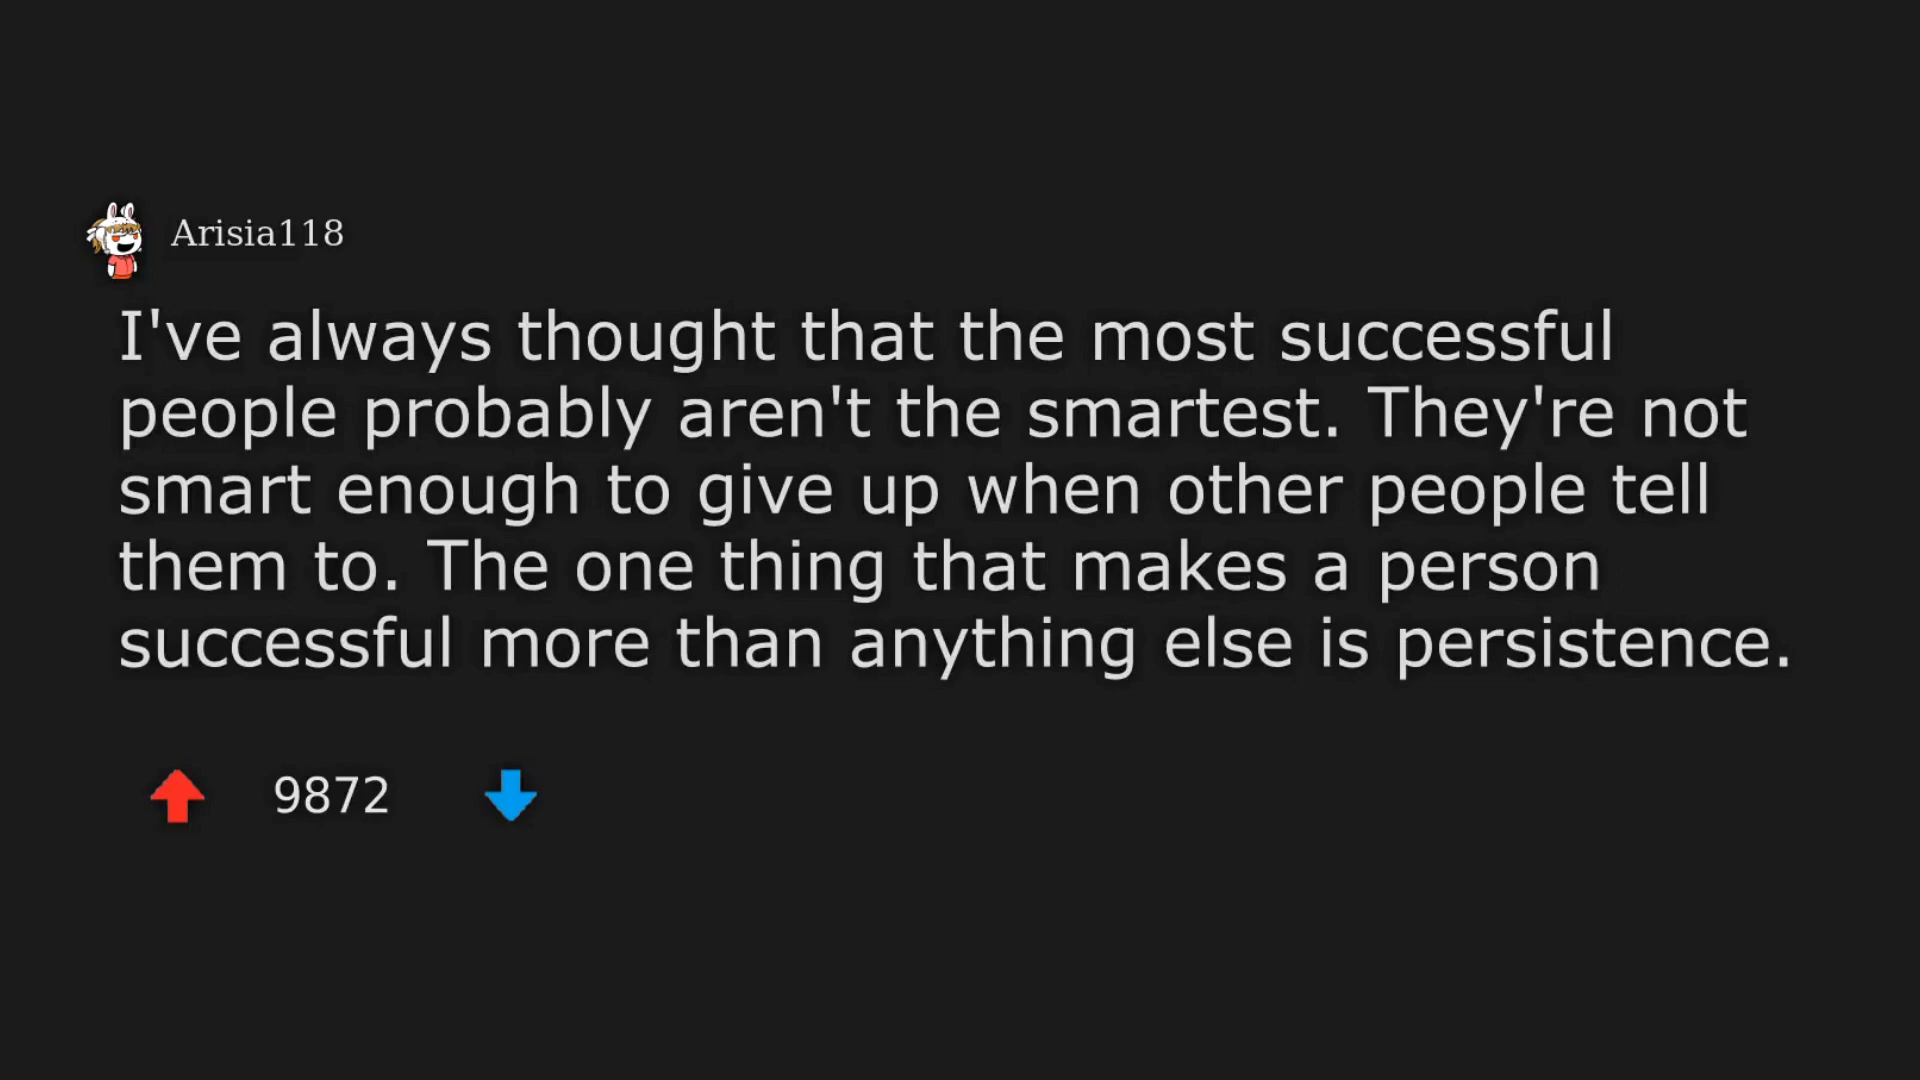 Arisia118
I've always thought that the most successful
people probably aren't the smartest. They're not
smart enough to give up when other people tell
them to. The one thing that makes a person
successful more than anything else is persistence.
9872